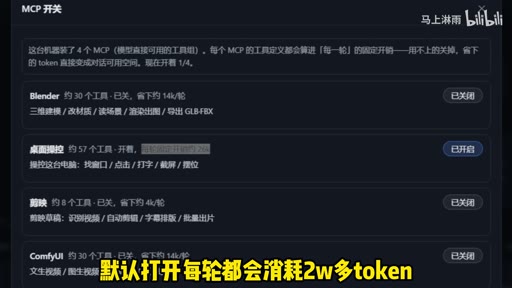 MCP 开关
马上淋雨 bilibili
这台机器装了 4 个 MCP（模型直接可用的工具组）。每个 MCP 的工具定义都会算进「每一轮」的固定开销——用不上的关掉，省下
的 token 直接变成对话可用空间。现在开着 1/4。
Blender 约 30 个工具 · 已关，省下约 14k/轮
已关闭
三维建模 / 改材质 / 读场景 / 渲染出图 / 导出 GLB·FBX
桌面操控 约 57 个工具 · 开着，每轮固定开销约 26k
已开启
操控这台电脑：找窗口 / 点击 / 打字 / 截屏 / 摆位
剪映 约 8 个工具 · 已关，省下约 4k/轮
已关闭
剪映草稿：识别视频 / 自动剪辑 / 字幕排版 / 批量出片
ComfyUI 约 30 个工具 · 已关，省下约 14k/轮
已关闭
文生视频 / 图生视频
默认打开每轮都会消耗2w多token